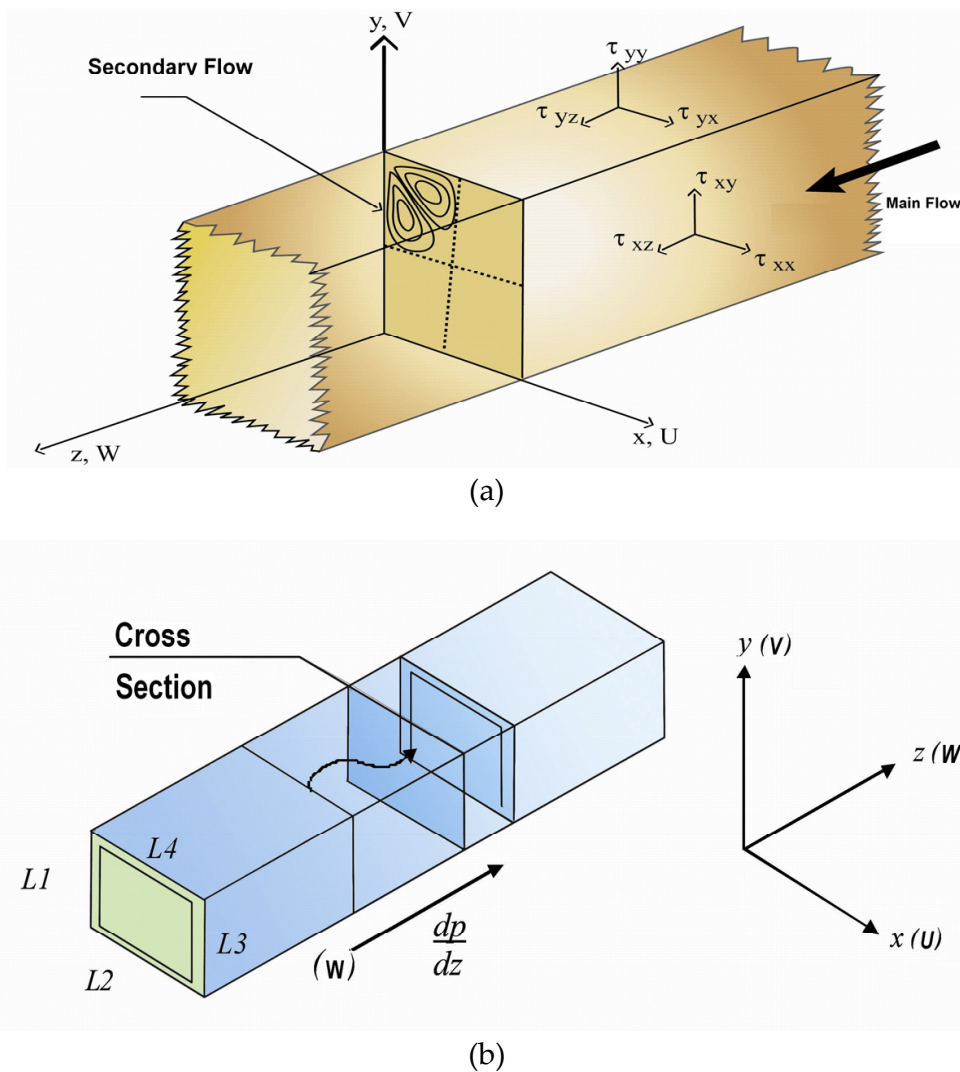 y, V
Secondary Flow
τ yy
τ yz
τ yx
τ xy
Main Flow
τ xz
τ xx
x, U
z, W
(a)
Cross
Section
y (V)
z (W
L4
L1
L3
(W)
dp
dz
L2
x (U)
(b)